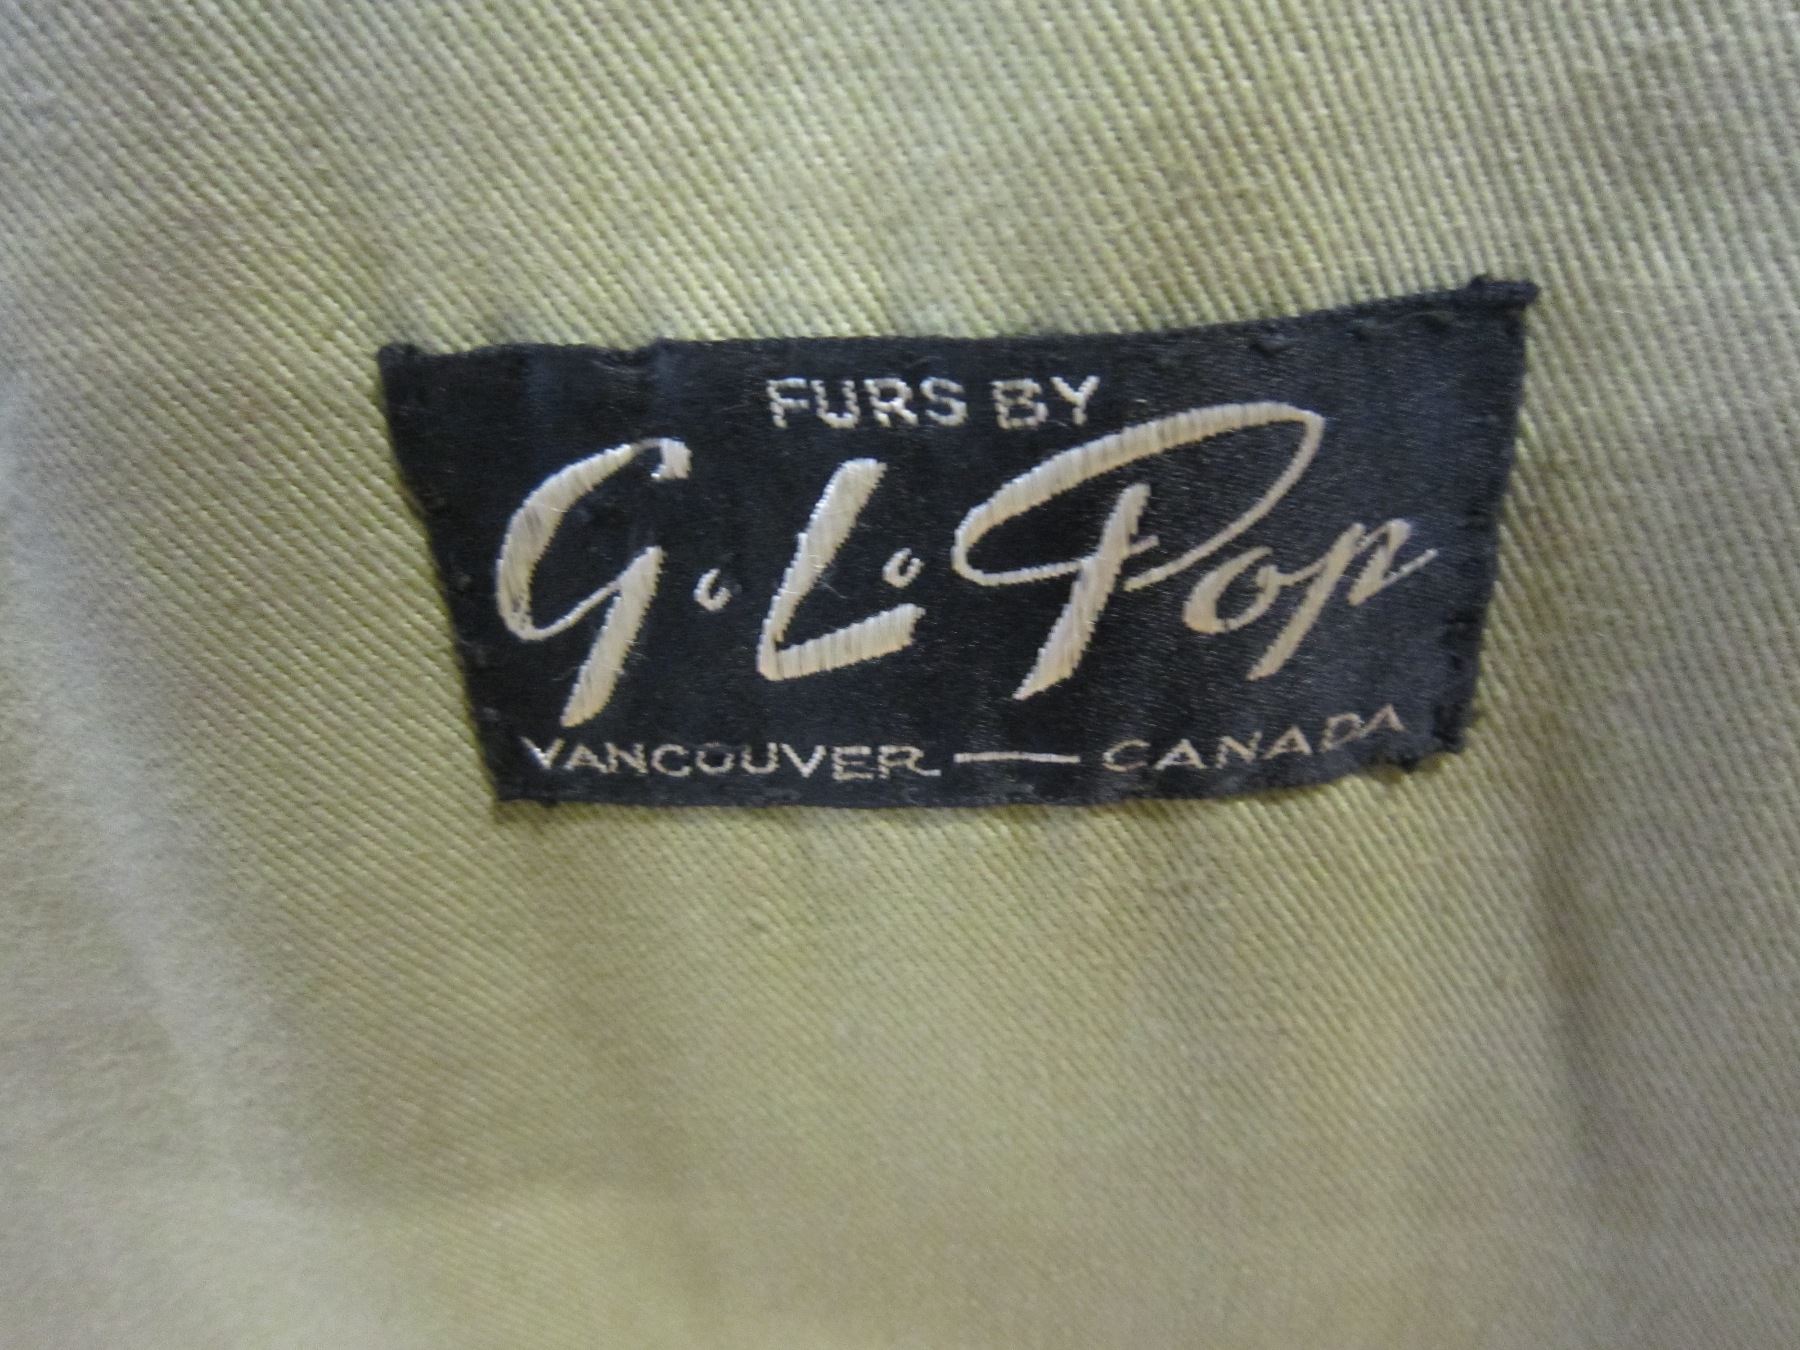 FURS BY
G. L. Pop
VANCOUVER — CANADA